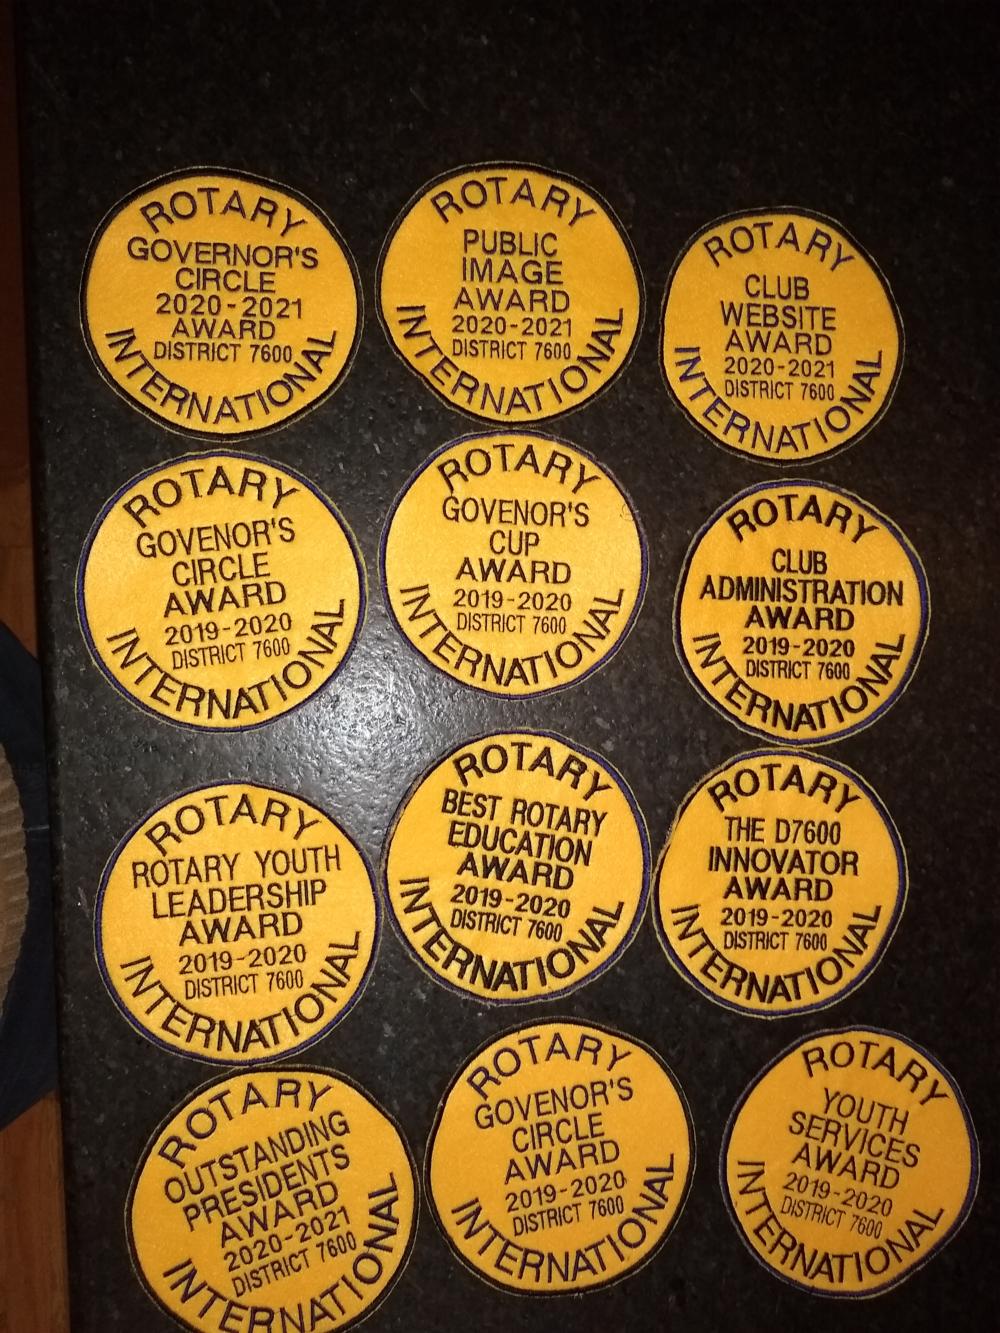 ROTARY
GOVERNOR'S
CIRCLE
2020-2021
AWARD
DISTRICT 7600
INTERNATIONAL
ROTARY
PUBLIC
IMAGE
AWARD
2020-2021
DISTRICT 7600
INTERNATIONAL
ROTARY
CLUB
WEBSITE
AWARD
2020-2021
DISTRICT 7600
INTERNATIONAL
ROTARY
GOVENOR'S
CIRCLE
AWARD
2019-2020
DISTRICT 7600
INTERNATIONAL
ROTARY
GOVENOR'S
CUP
AWARD
2019-2020
DISTRICT 7600
INTERNATIONAL
ROTARY
CLUB
ADMINISTRATION
AWARD
2019-2020
DISTRICT 7600
INTERNATIONAL
ROTARY
ROTARY YOUTH
LEADERSHIP
AWARD
2019-2020
DISTRICT 7600
INTERNATIONAL
ROTARY
BEST ROTARY
EDUCATION
AWARD
2019-2020
DISTRICT 7600
INTERNATIONAL
ROTARY
THE D7600
INNOVATOR
AWARD
2019-2020
DISTRICT 7600
INTERNATIONAL
ROTARY
OUTSTANDING
PRESIDENTS
AWARD
2020-2021
DISTRICT 7600
INTERNATIONAL
ROTARY
GOVENOR'S
CIRCLE
AWARD
2019-2020
DISTRICT 7600
INTERNATIONAL
ROTARY
YOUTH
SERVICES
AWARD
2019-2020
DISTRICT 7600
INTERNATIONAL